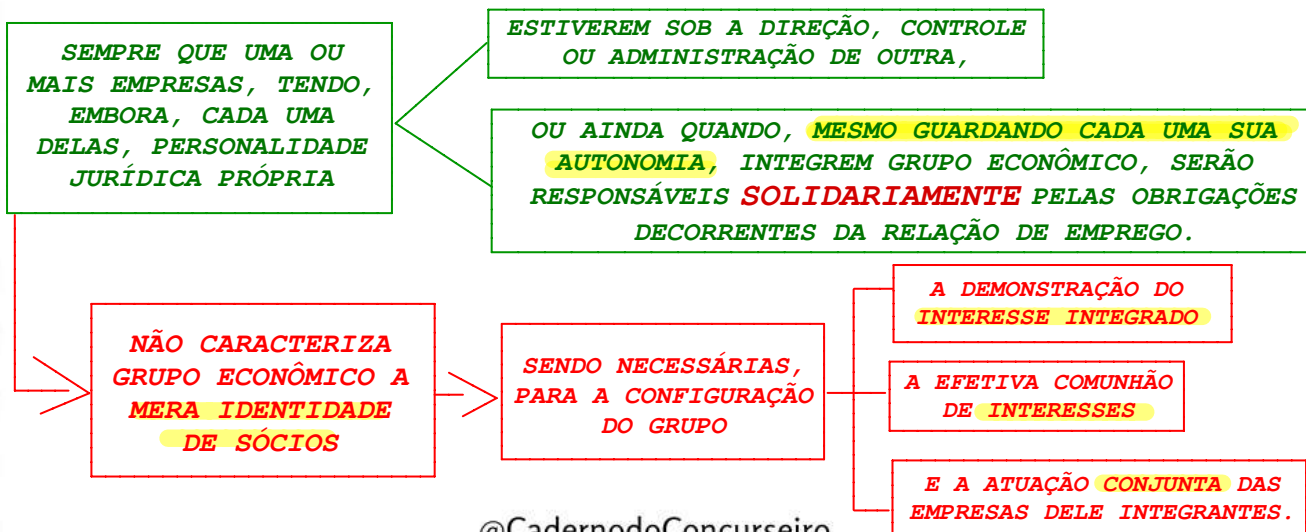 SEMPRE QUE UMA OU
MAIS EMPRESAS, TENDO,
EMBORA, CADA UMA
DELAS, PERSONALIDADE
JURÍDICA PRÓPRIA
ESTIVEREM SOB A DIREÇÃO, CONTROLE
OU ADMINISTRAÇÃO DE OUTRA,
OU AINDA QUANDO, MESMO GUARDANDO CADA UMA SUA
AUTONOMIA, INTEGREM GRUPO ECONÔMICO, SERÃO
RESPONSÁVEIS SOLIDARIAMENTE PELAS OBRIGAÇÕES
DECORRENTES DA RELAÇÃO DE EMPREGO.
NÃO CARACTERIZA
GRUPO ECONÔMICO A
MERA IDENTIDADE
DE SÓCIOS
SENDO NECESSÁRIAS,
PARA A CONFIGURAÇÃO
DO GRUPO
A DEMONSTRAÇÃO DO
INTERESSE INTEGRADO
A EFETIVA COMUNHÃO
DE INTERESSES
E A ATUAÇÃO CONJUNTA DAS
EMPRESAS DELE INTEGRANTES.
@CadernodoConcurseiro